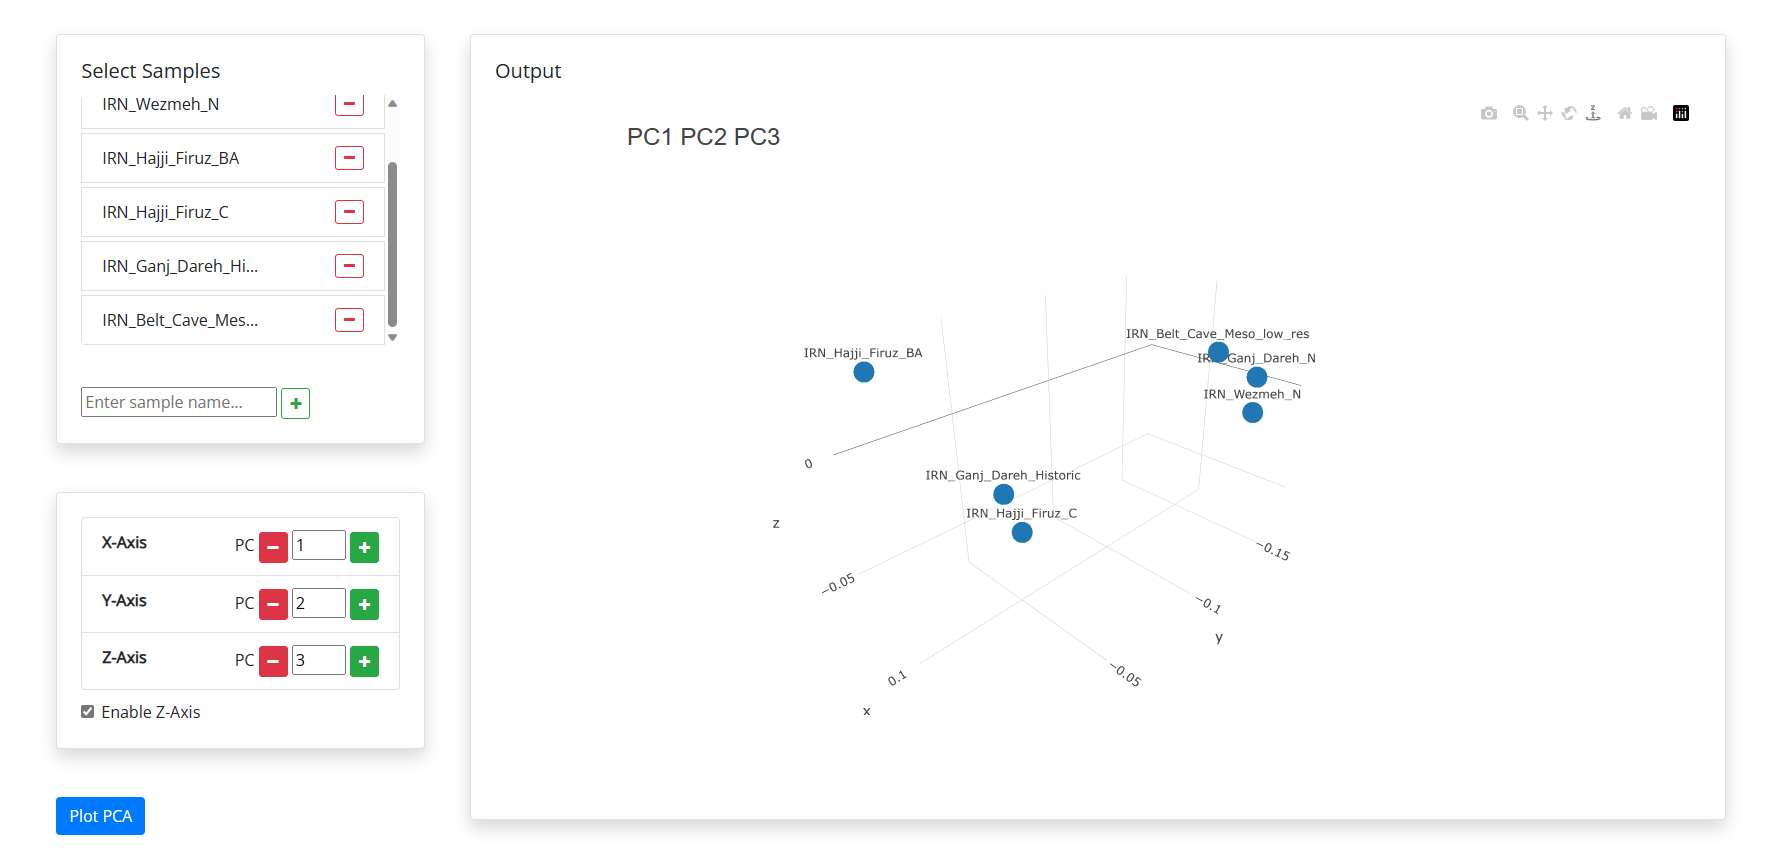 Select Samples
IRN_Wezmeh_N
IRN_Hajji_Firuz_BA
IRN_Hajji_Firuz_C
IRN_Ganj_Dareh_Hi...
IRN_Belt_Cave_Mes...
Enter sample name...
X-Axis PC 1
Y-Axis PC 2
Z-Axis PC 3
Enable Z-Axis
Plot PCA
Output
PC1 PC2 PC3
IRN_Belt_Cave_Meso_low_res
IRN_Hajji_Firuz_BA
IRN_Ganj_Dareh_N
IRN_Wezmeh_N
0
IRN_Ganj_Dareh_Historic
IRN_Hajji_Firuz_C
z
−0.05
−0.15
−0.1
y
0.1
−0.05
x